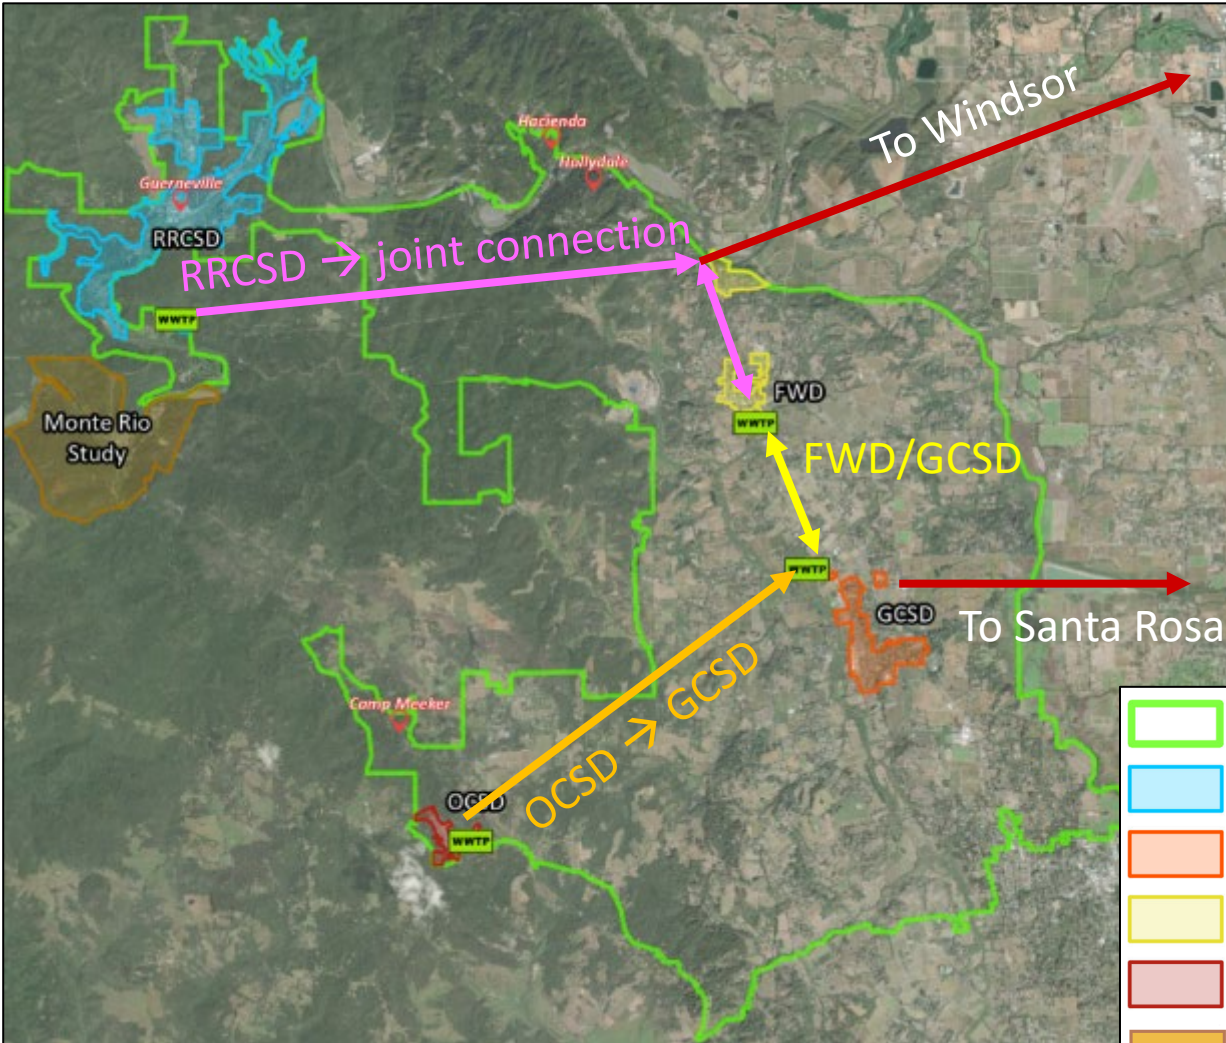 Hacienda
Hollydale
To Windsor
Guerneville
RRCSD
RRCSD → joint connection
WWTP
FWD
WWTP
Monte Rio
Study
FWD/GCSD
WWTP
GCSD
To Santa Rosa
Camp Meeker
OCSD → GCSD
OCSD
WWTP